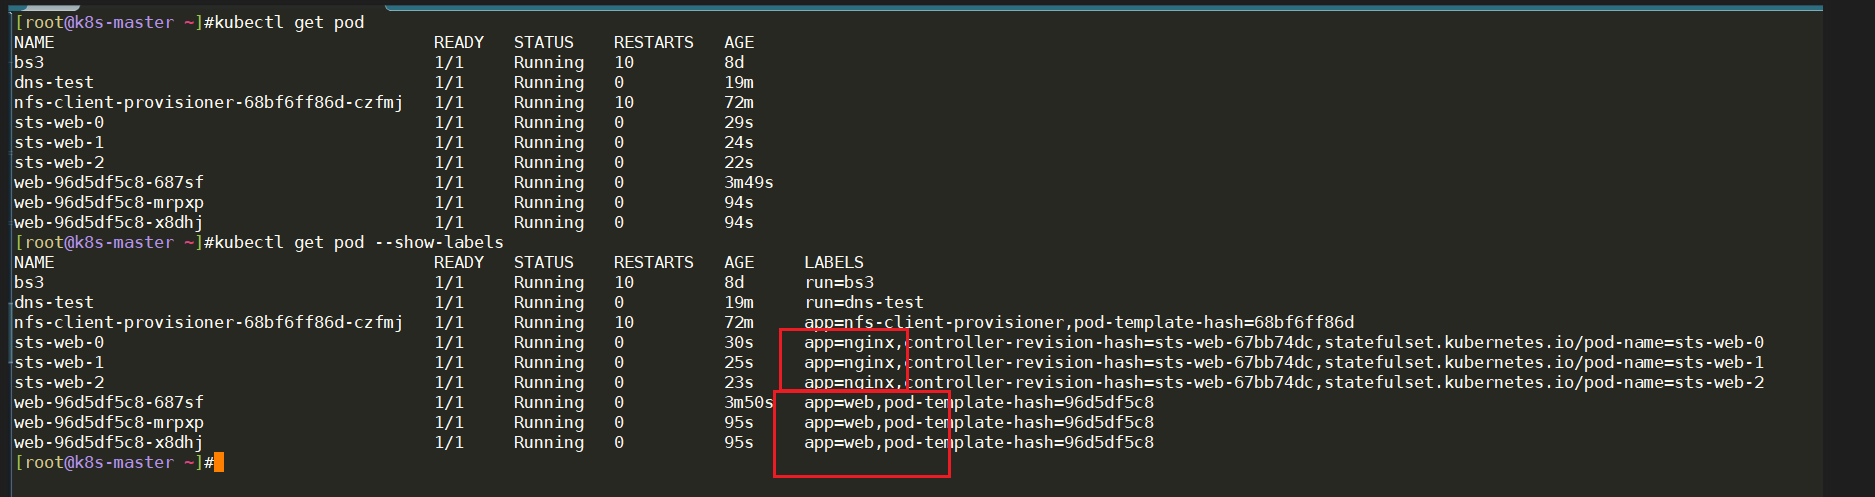 [root@k8s-master ~]#kubectl get pod
NAME READY STATUS RESTARTS AGE
bs3 1/1 Running 10 8d
dns-test 1/1 Running 0 19m
nfs-client-provisioner-68bf6ff86d-czfmj 1/1 Running 10 72m
sts-web-0 1/1 Running 0 29s
sts-web-1 1/1 Running 0 24s
sts-web-2 1/1 Running 0 22s
web-96d5df5c8-687sf 1/1 Running 0 3m49s
web-96d5df5c8-mrpxp 1/1 Running 0 94s
web-96d5df5c8-x8dhj 1/1 Running 0 94s
[root@k8s-master ~]#kubectl get pod --show-labels
NAME READY STATUS RESTARTS AGE LABELS
bs3 1/1 Running 10 8d run=bs3
dns-test 1/1 Running 0 19m run=dns-test
nfs-client-provisioner-68bf6ff86d-czfmj 1/1 Running 10 72m app=nfs-client-provisioner,pod-template-hash=68bf6ff86d
sts-web-0 1/1 Running 0 30s app=nginx,controller-revision-hash=sts-web-67bb74dc,statefulset.kubernetes.io/pod-name=sts-web-0
sts-web-1 1/1 Running 0 25s app=nginx,controller-revision-hash=sts-web-67bb74dc,statefulset.kubernetes.io/pod-name=sts-web-1
sts-web-2 1/1 Running 0 23s app=nginx,controller-revision-hash=sts-web-67bb74dc,statefulset.kubernetes.io/pod-name=sts-web-2
web-96d5df5c8-687sf 1/1 Running 0 3m50s app=web,pod-template-hash=96d5df5c8
web-96d5df5c8-mrpxp 1/1 Running 0 95s app=web,pod-template-hash=96d5df5c8
web-96d5df5c8-x8dhj 1/1 Running 0 95s app=web,pod-template-hash=96d5df5c8
[root@k8s-master ~]#